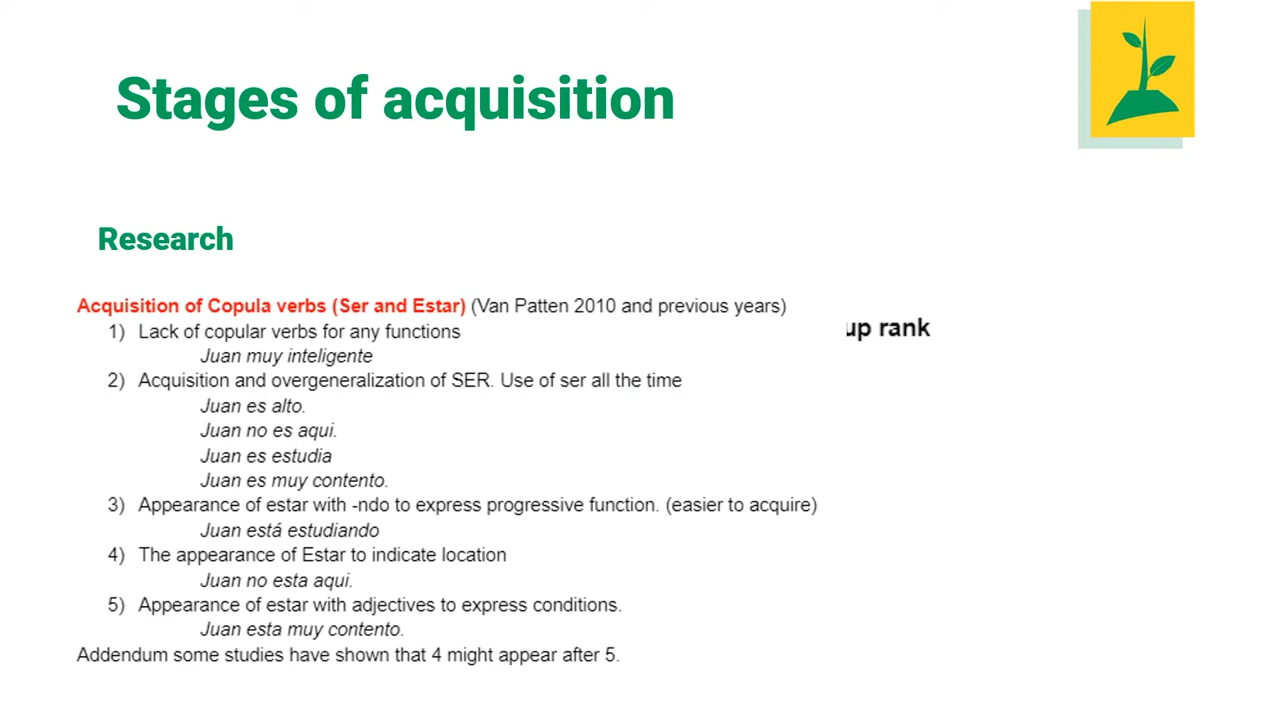 Stages of acquisition
Research
Acquisition of Copula verbs (Ser and Estar) (Van Patten 2010 and previous years)
1) Lack of copular verbs for any functions
Juan muy inteligente
2) Acquisition and overgeneralization of SER. Use of ser all the time
Juan es alto.
Juan no es aqui.
Juan es estudia
Juan es muy contento.
3) Appearance of estar with -ndo to express progressive function. (easier to acquire)
Juan está estudiando
4) The appearance of Estar to indicate location
Juan no esta aqui.
5) Appearance of estar with adjectives to express conditions.
Juan esta muy contento.
Addendum some studies have shown that 4 might appear after 5.
up rank